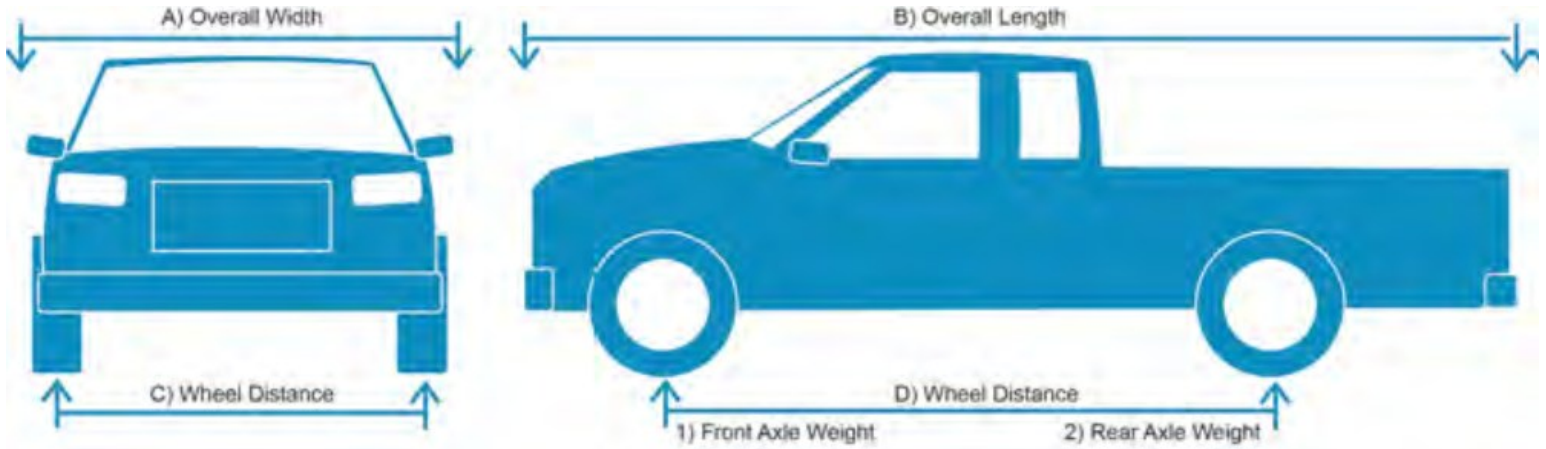 A) Overall Width
B) Overall Length
C) Wheel Distance
D) Wheel Distance
1) Front Axle Weight
2) Rear Axle Weight